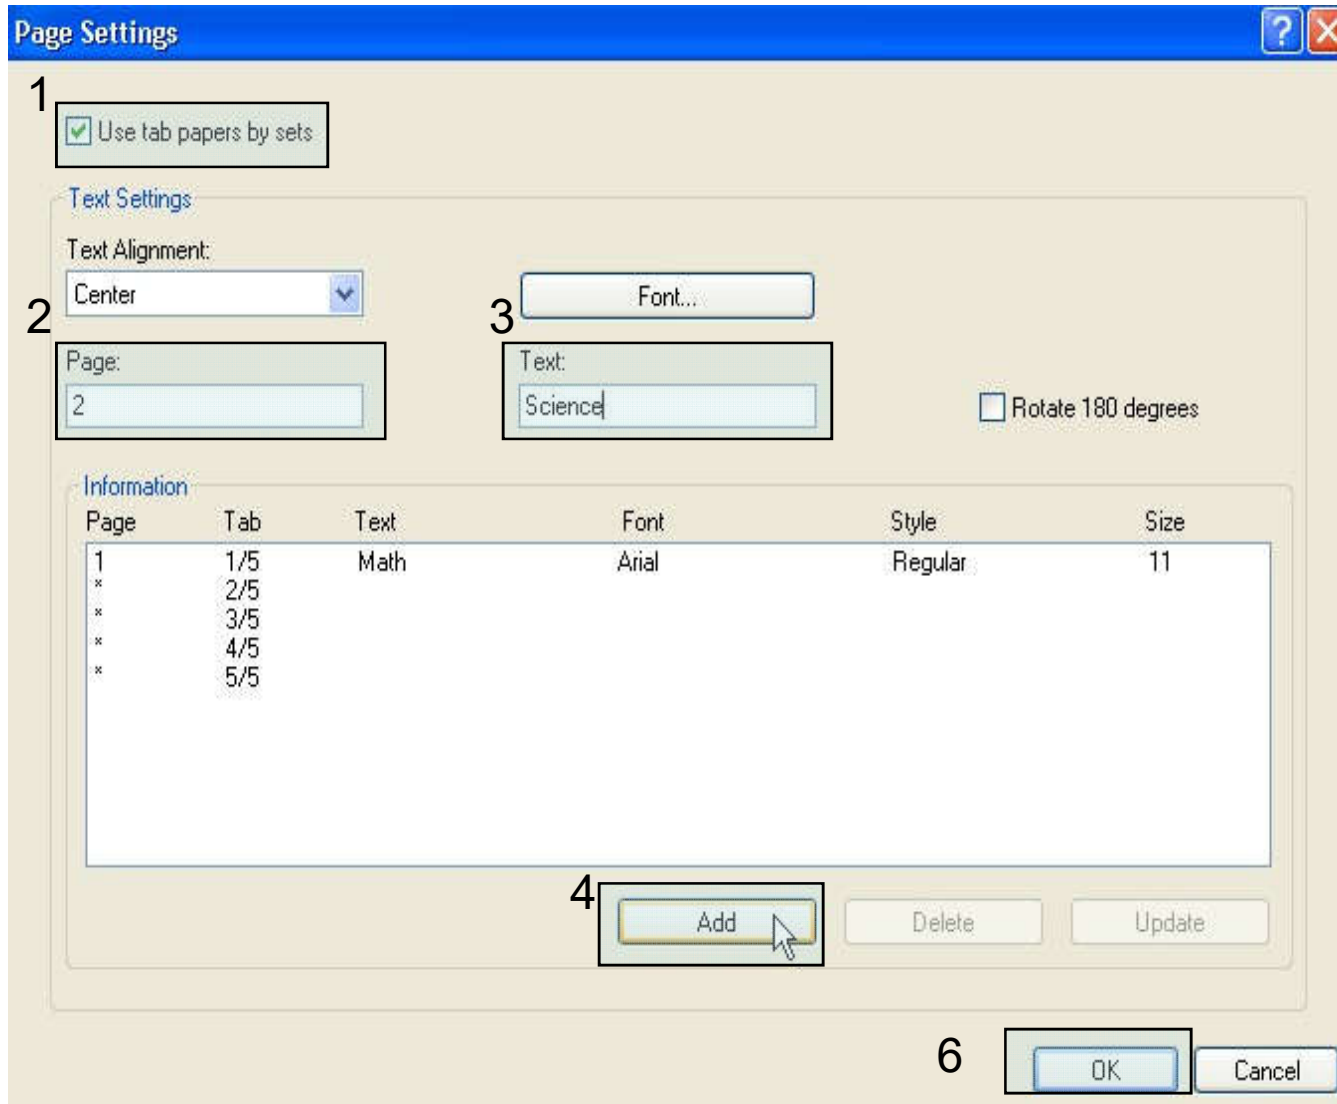 Page Settings
1
Use tab papers by sets
Text Settings
Text Alignment:
Center
Font...
2
3
Page:
Text:
2
Science
Rotate 180 degrees
Information
Page Tab Text Font Style Size
1 1/5 Math Arial Regular 11
* 2/5
* 3/5
* 4/5
* 5/5
4
Add Delete Update
6
OK Cancel